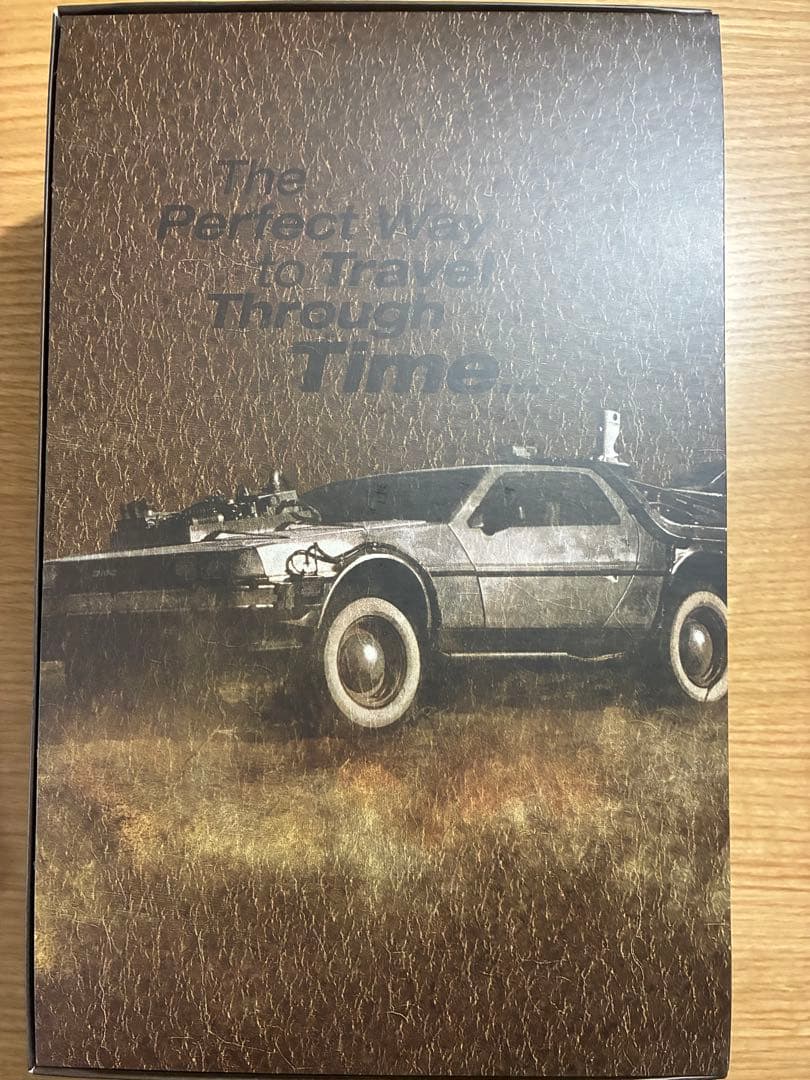 The
Perfect Way
to Travel
Through
Time...